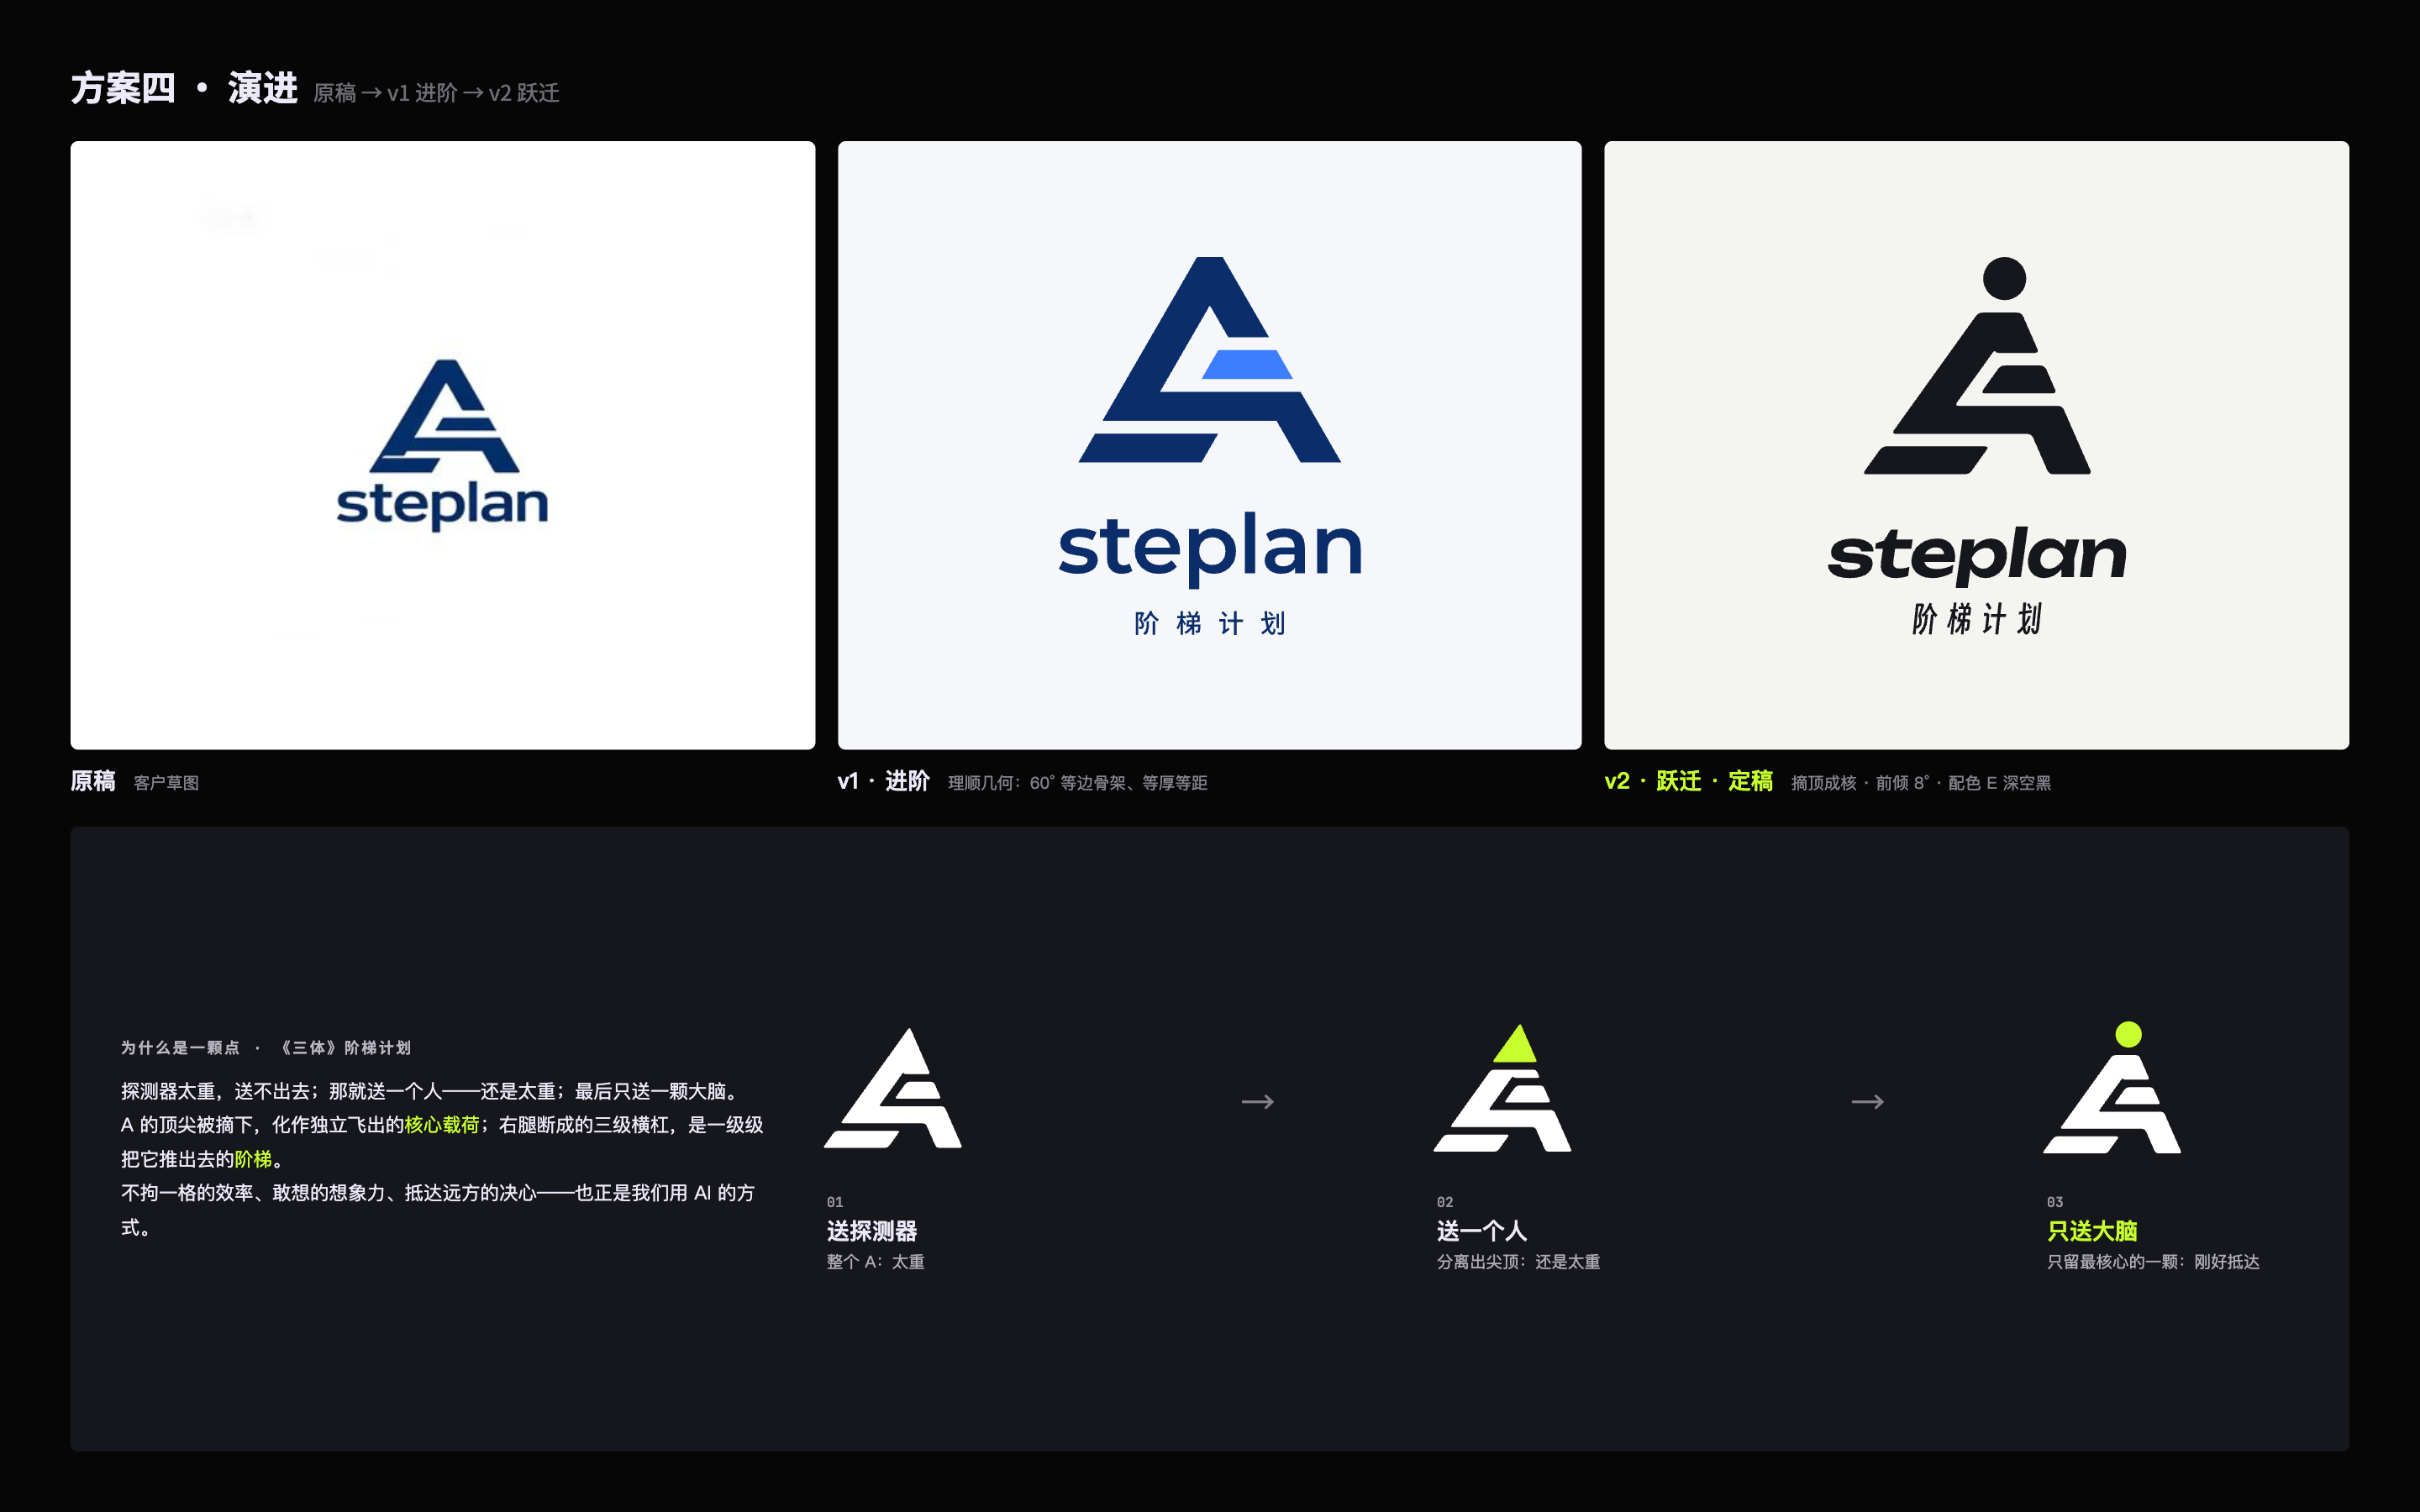 方案四 · 演进 原稿 → v1 进阶 → v2 跃迁
steplan
steplan
阶梯计划
steplan
阶梯计划
原稿 客户草图
v1 · 进阶 理顺几何：60° 等边骨架、等厚等距
v2 · 跃迁 · 定稿 摘顶成核 · 前倾 8° · 配色 E 深空黑
为什么是一颗点 · 《三体》阶梯计划
探测器太重，送不出去；那就送一个人——还是太重；最后只送一颗大脑。
A 的顶尖被摘下，化作独立飞出的核心载荷；右腿断成的三级横杠，是一级级
把它推出去的阶梯。
不拘一格的效率、敢想的想象力、抵达远方的决心——也正是我们用 AI 的方
式。
01
送探测器
整个 A：太重
→
02
送一个人
分离出尖顶：还是太重
→
03
只送大脑
只留最核心的一颗：刚好抵达